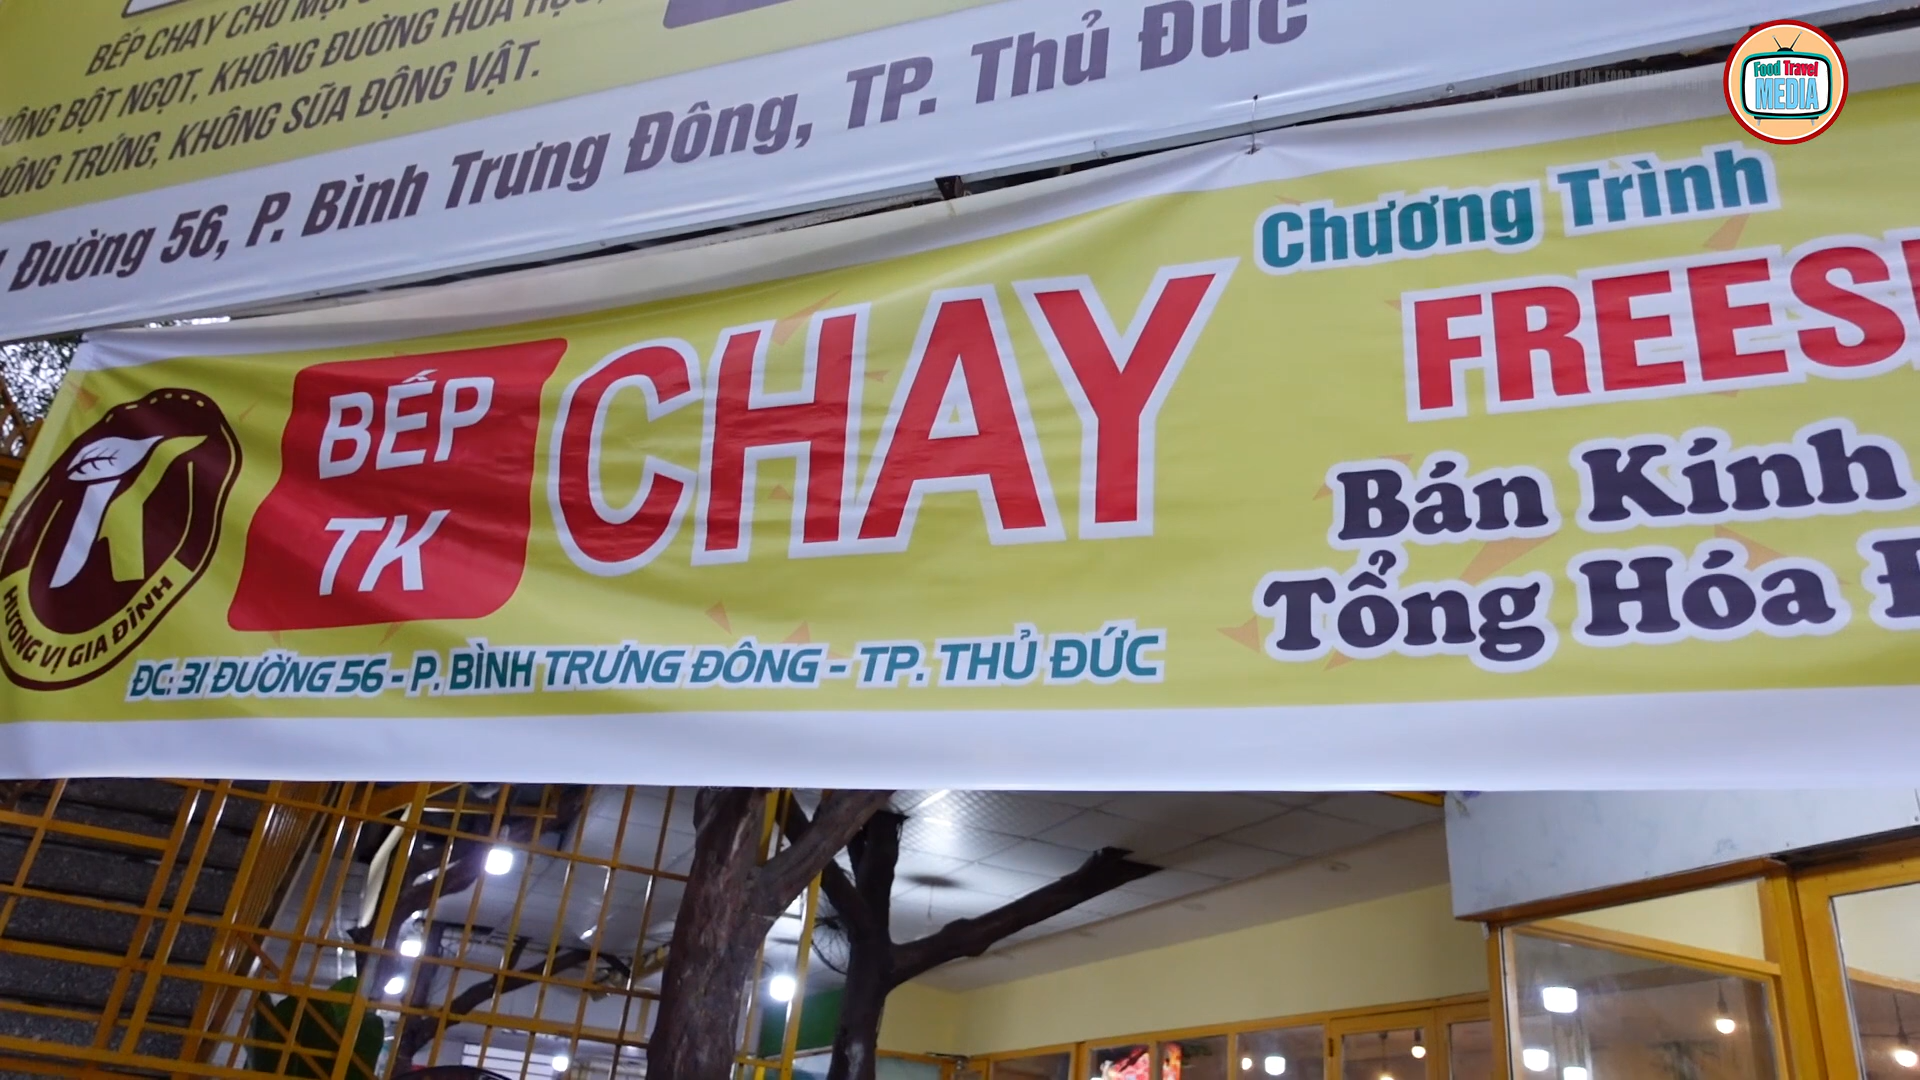 BẾP CHAY CHO MỌI
BỘT NGỌT, KHÔNG ĐƯỜNG HÓA HỌC,
TRỨNG, KHÔNG SỮA ĐỘNG VẬT.
Đường 56, P. Bình Trưng Đông, TP. Thủ Đức
Food Travel
MEDIA
TK
HƯƠNG VỊ GIA ĐÌNH
BẾP
TK
CHAY
ĐC: 31 ĐƯỜNG 56 - P. BÌNH TRƯNG ĐÔNG - TP. THỦ ĐỨC
Chương Trình
FREES
Bán Kính
Tổng Hóa